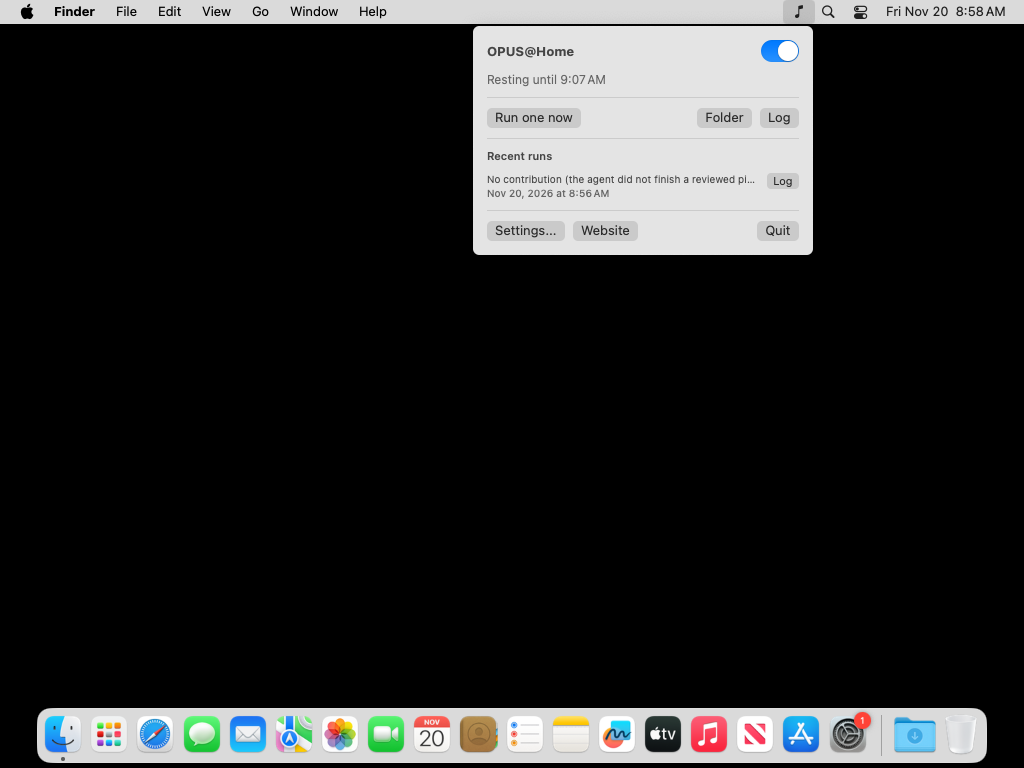 Finder File Edit View Go Window Help Fri Nov 20 8:58 AM
OPUS@Home
Resting until 9:07 AM
Run one now Folder Log
Recent runs
No contribution (the agent did not finish a reviewed pi... Log
Nov 20, 2026 at 8:56 AM
Settings... Website Quit
NOV
20
tv
1